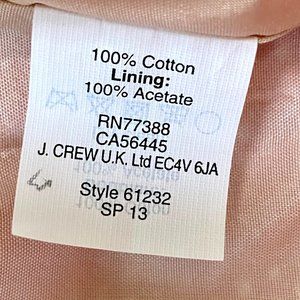 100% Cotton
Lining:
100% Acetate
RN77388
CA56445
J. CREW U.K. Ltd EC4V 6JA
Style 61232
SP 13